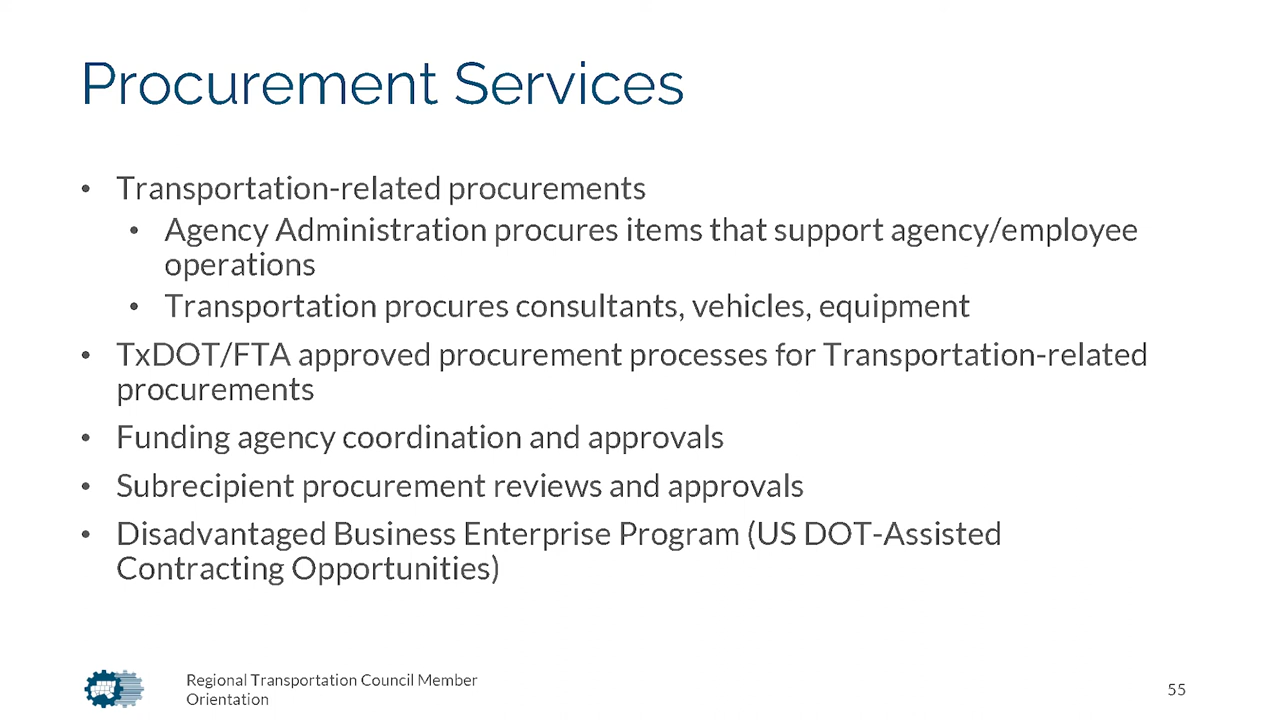 Procurement Services
• Transportation-related procurements
• Agency Administration procures items that support agency/employee
operations
• Transportation procures consultants, vehicles, equipment
• TxDOT/FTA approved procurement processes for Transportation-related
procurements
• Funding agency coordination and approvals
• Subrecipient procurement reviews and approvals
• Disadvantaged Business Enterprise Program (US DOT-Assisted
Contracting Opportunities)
Regional Transportation Council Member
Orientation
55